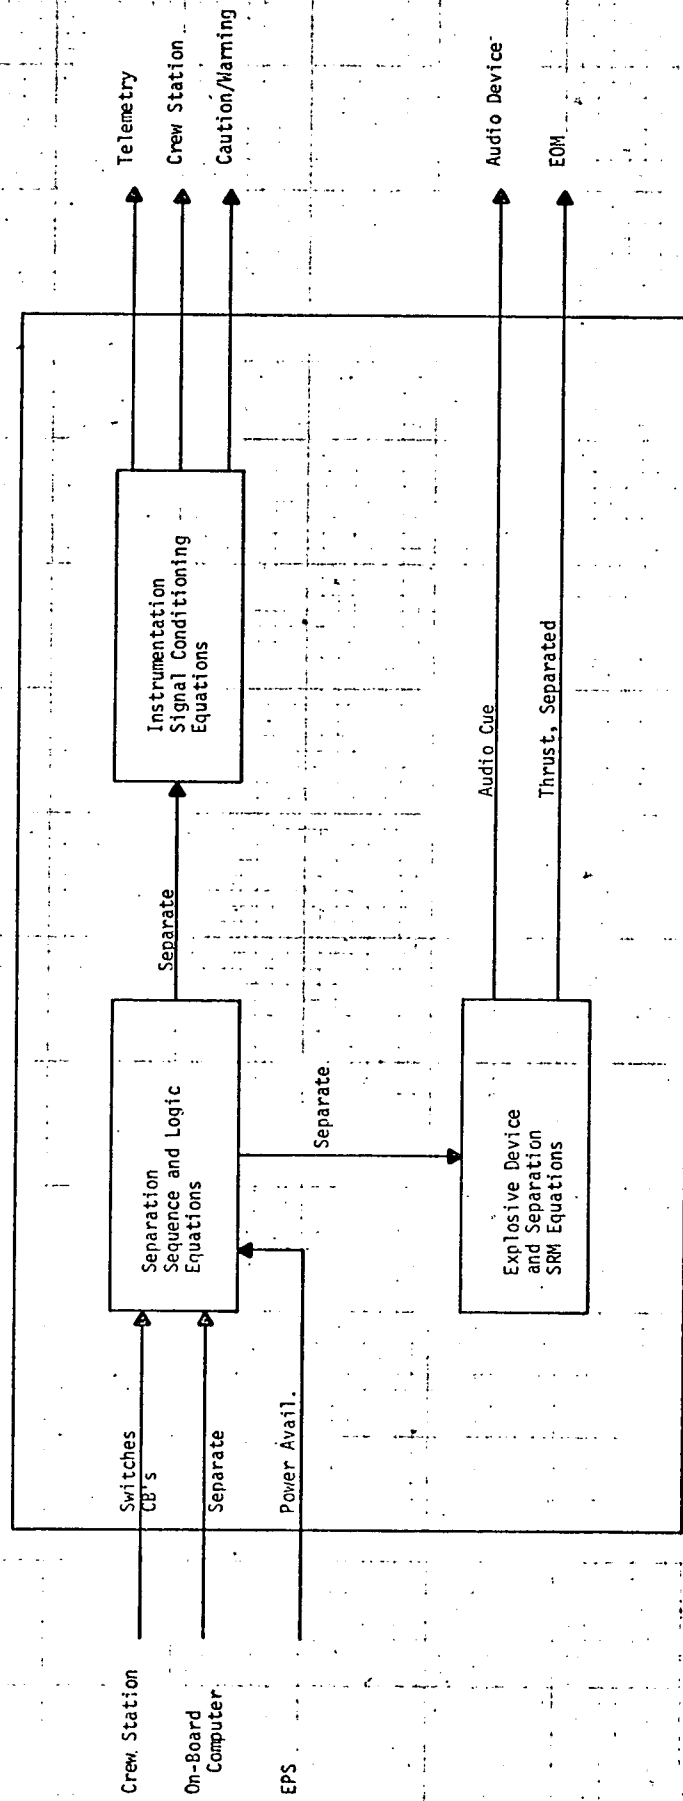 Crew Station
On-Board
Computer
EPS
Switches
CB's
Separate
Power Avail.
Separation
Sequence and Logic
Equations
Separate
Separate
Explosive Device
and Separation
SRM Equations
Instrumentation
Signal Conditioning
Equations
Audio Cue
Thrust, Separated
Telemetry
Crew Station
Caution/Warning
Audio Device
EOM